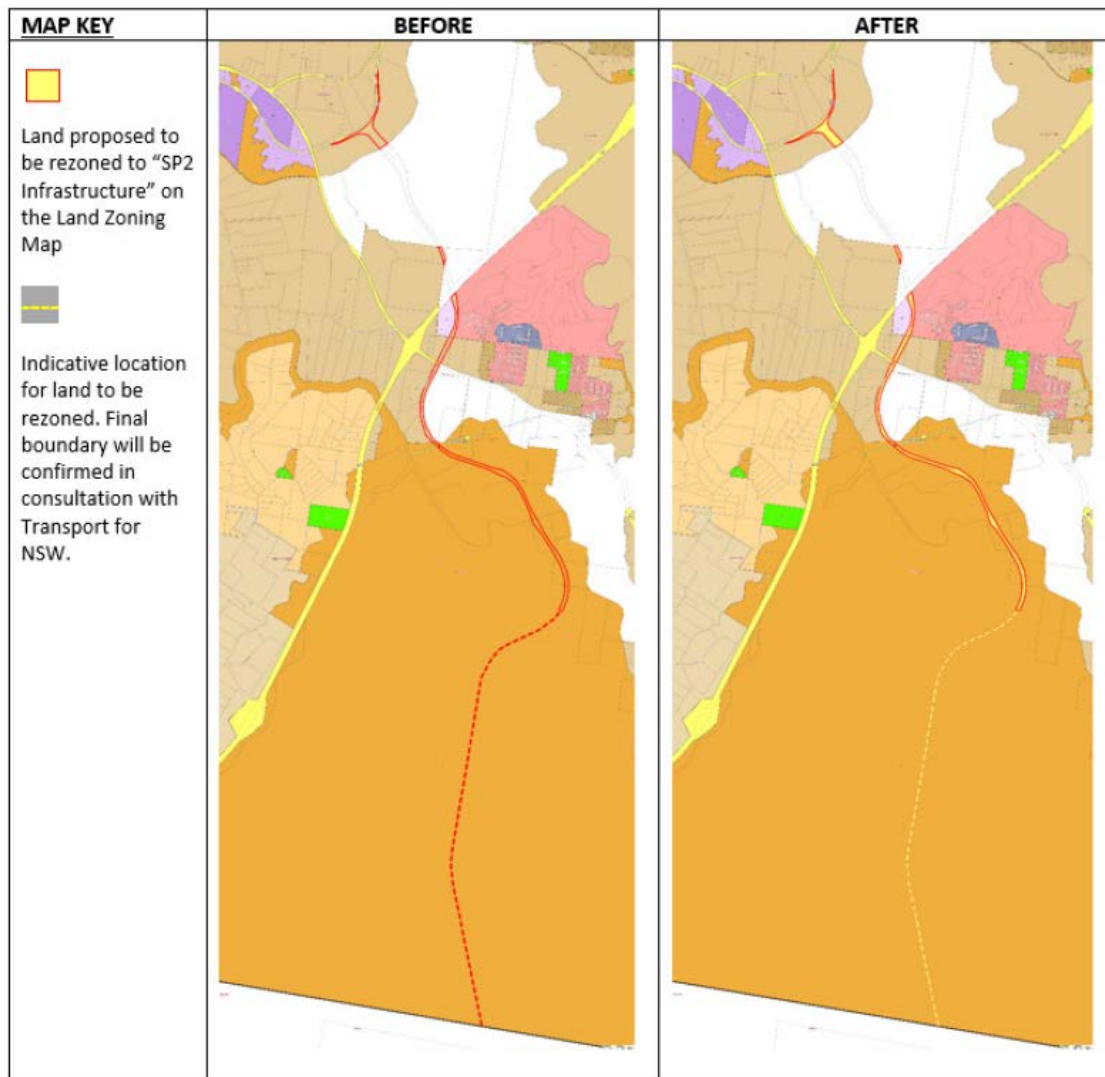 MAP KEY
BEFORE
AFTER
Land proposed to
be rezoned to “SP2
Infrastructure” on
the Land Zoning
Map
Indicative location
for land to be
rezoned. Final
boundary will be
confirmed in
consultation with
Transport for
NSW.